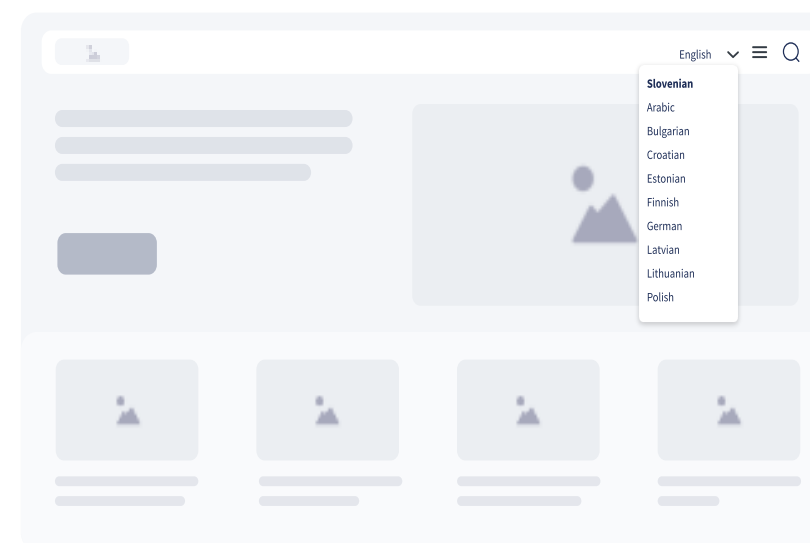 English
Slovenian
Arabic
Bulgarian
Croatian
Estonian
Finnish
German
Latvian
Lithuanian
Polish